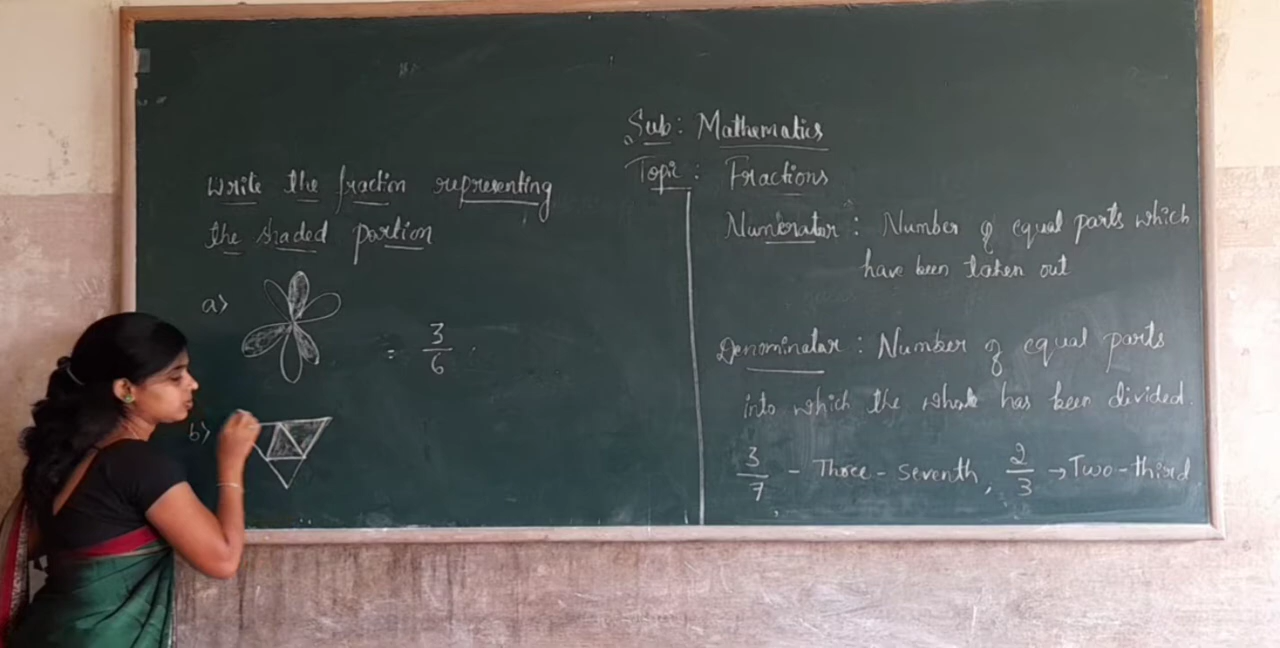 Sub: Mathematics
Topic: Fractions
Write the fraction representing
the shaded portion
a>
= 3/6
b>
Numerator: Number of equal parts which
have been taken out
Denominator: Number of equal parts
into which the whole has been divided.
3/7 - Three-seventh, 2/3 → Two-third